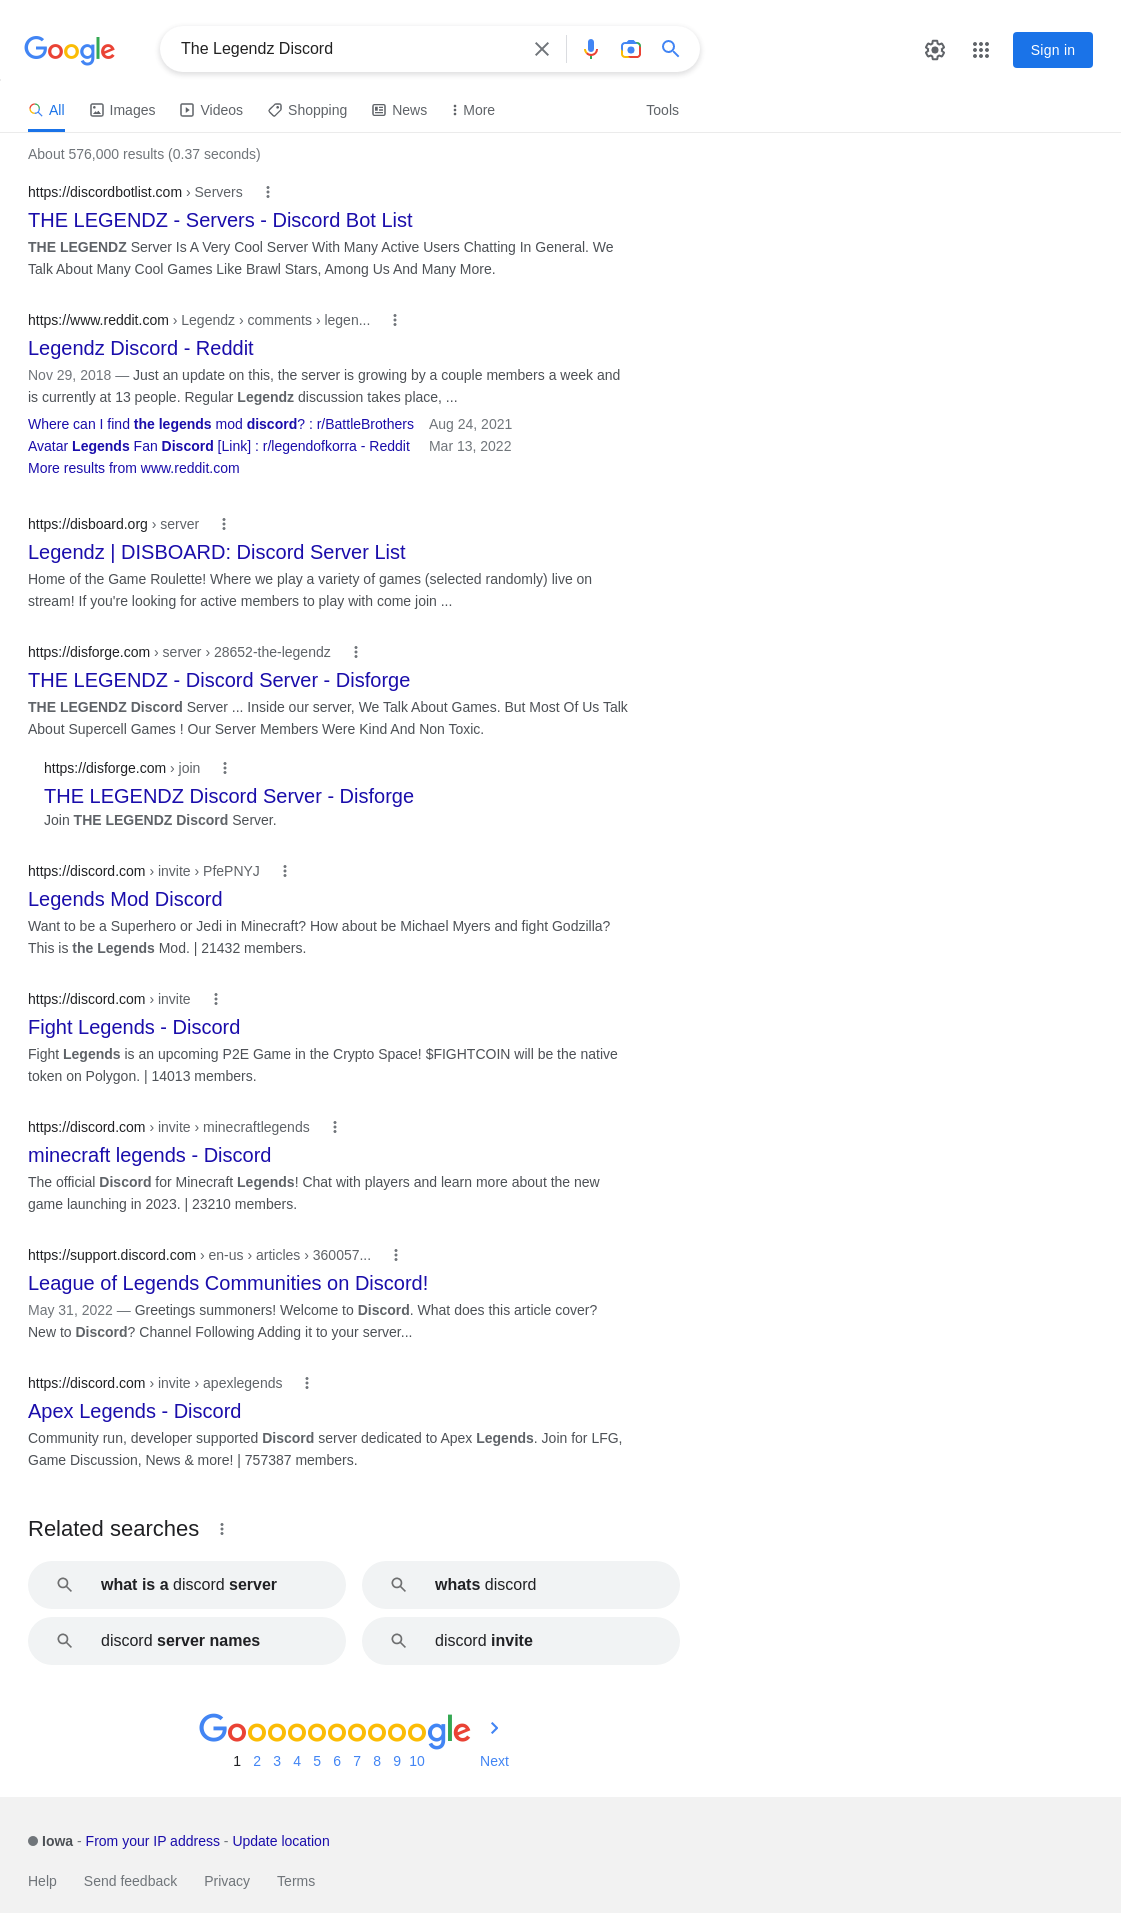 Google
The Legendz Discord
Sign in
All Images Videos Shopping News More Tools
About 576,000 results (0.37 seconds)
https://discordbotlist.com › Servers
THE LEGENDZ - Servers - Discord Bot List
THE LEGENDZ Server Is A Very Cool Server With Many Active Users Chatting In General. We
Talk About Many Cool Games Like Brawl Stars, Among Us And Many More.
https://www.reddit.com › Legendz › comments › legen...
Legendz Discord - Reddit
Nov 29, 2018 — Just an update on this, the server is growing by a couple members a week and
is currently at 13 people. Regular Legendz discussion takes place, ...
Where can I find the legends mod discord? : r/BattleBrothers Aug 24, 2021
Avatar Legends Fan Discord [Link] : r/legendofkorra - Reddit Mar 13, 2022
More results from www.reddit.com
https://disboard.org › server
Legendz | DISBOARD: Discord Server List
Home of the Game Roulette! Where we play a variety of games (selected randomly) live on
stream! If you're looking for active members to play with come join ...
https://disforge.com › server › 28652-the-legendz
THE LEGENDZ - Discord Server - Disforge
THE LEGENDZ Discord Server ... Inside our server, We Talk About Games. But Most Of Us Talk
About Supercell Games ! Our Server Members Were Kind And Non Toxic.
https://disforge.com › join
THE LEGENDZ Discord Server - Disforge
Join THE LEGENDZ Discord Server.
https://discord.com › invite › PfePNYJ
Legends Mod Discord
Want to be a Superhero or Jedi in Minecraft? How about be Michael Myers and fight Godzilla?
This is the Legends Mod. | 21432 members.
https://discord.com › invite
Fight Legends - Discord
Fight Legends is an upcoming P2E Game in the Crypto Space! $FIGHTCOIN will be the native
token on Polygon. | 14013 members.
https://discord.com › invite › minecraftlegends
minecraft legends - Discord
The official Discord for Minecraft Legends! Chat with players and learn more about the new
game launching in 2023. | 23210 members.
https://support.discord.com › en-us › articles › 360057...
League of Legends Communities on Discord!
May 31, 2022 — Greetings summoners! Welcome to Discord. What does this article cover?
New to Discord? Channel Following Adding it to your server...
https://discord.com › invite › apexlegends
Apex Legends - Discord
Community run, developer supported Discord server dedicated to Apex Legends. Join for LFG,
Game Discussion, News & more! | 757387 members.
Related searches
what is a discord server
whats discord
discord server names
discord invite
Goooooooooogle
1 2 3 4 5 6 7 8 9 10 Next
Iowa - From your IP address - Update location
Help Send feedback Privacy Terms